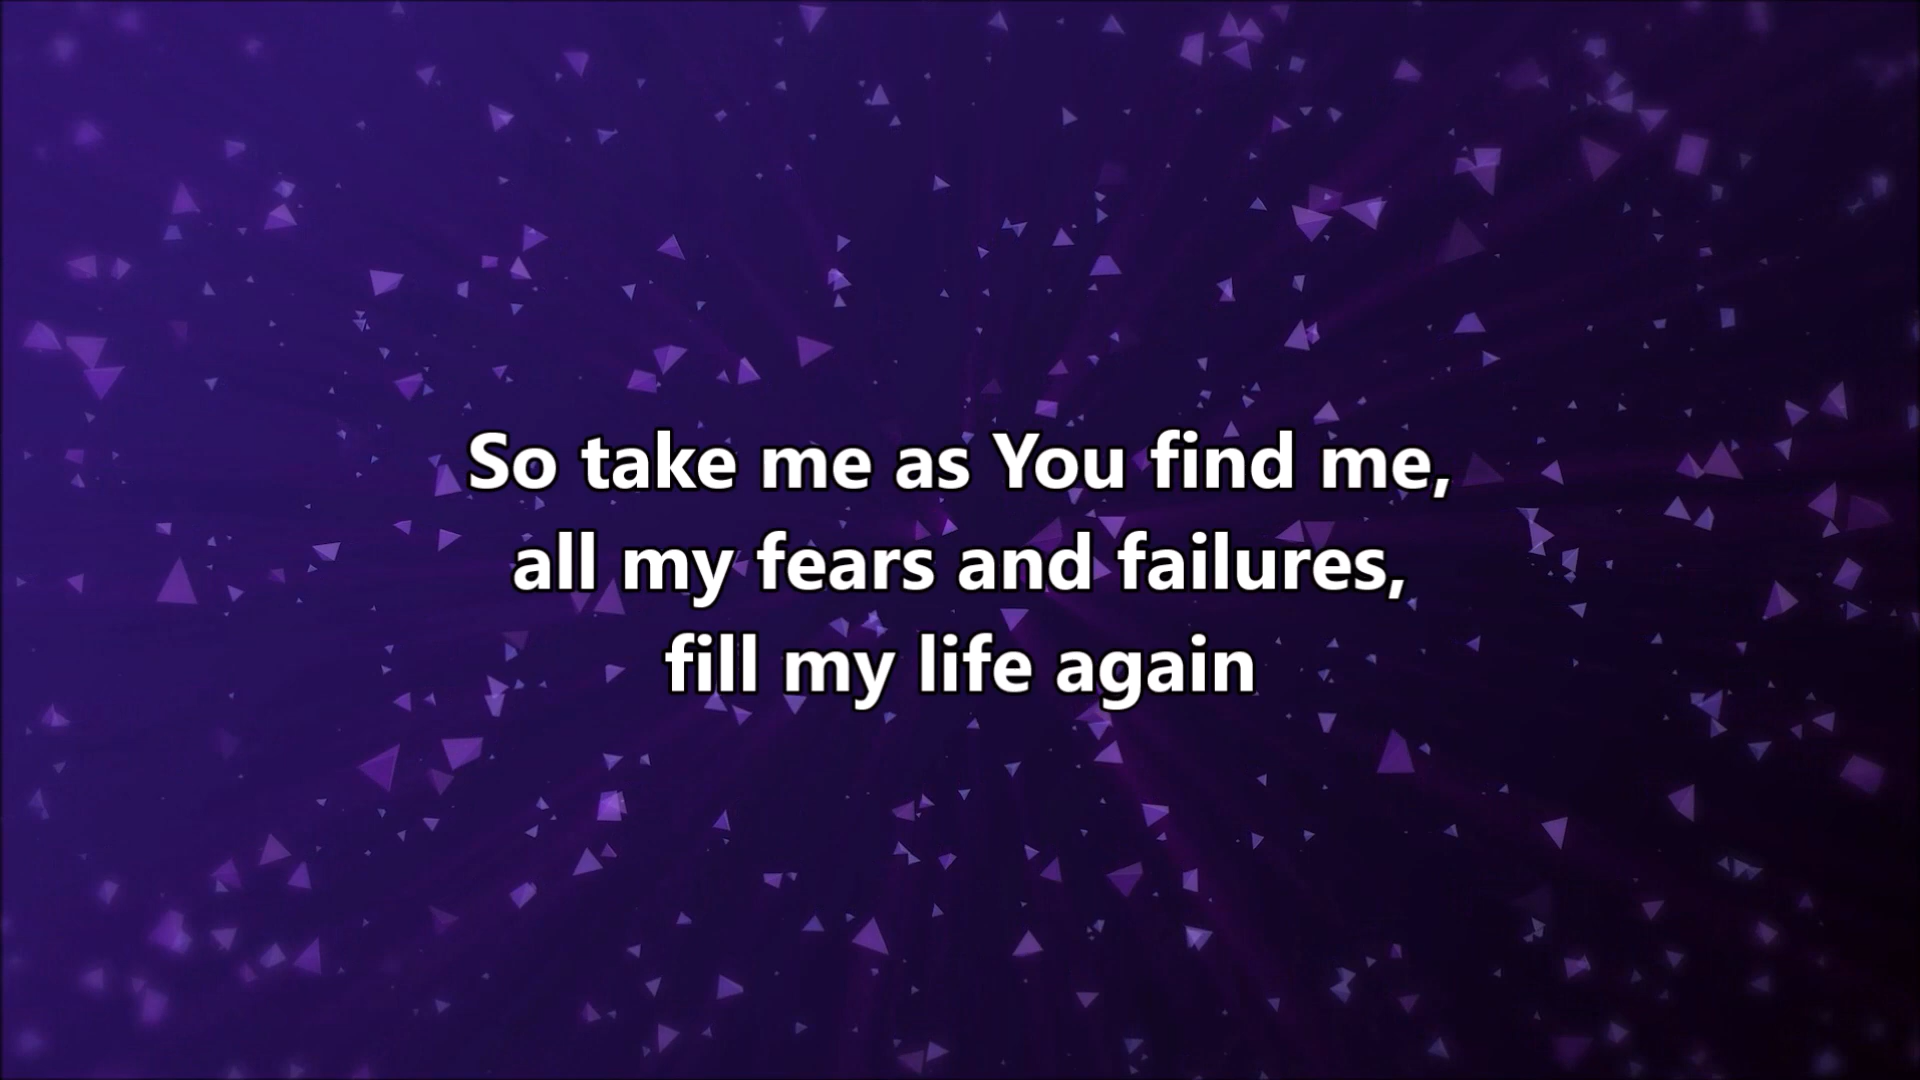 So take me as You find me,
all my fears and failures,
fill my life again